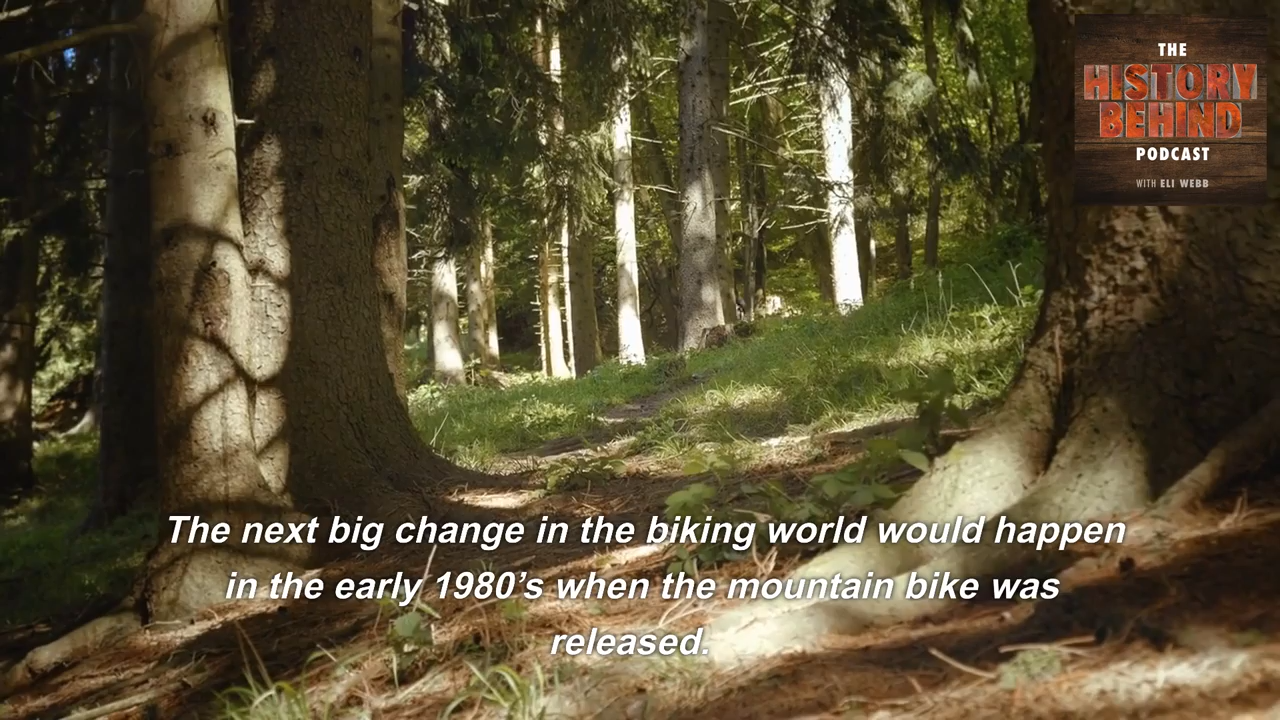 THE
HISTORY
BEHIND
PODCAST
WITH ELI WEBB
The next big change in the biking world would happen
in the early 1980’s when the mountain bike was
released.